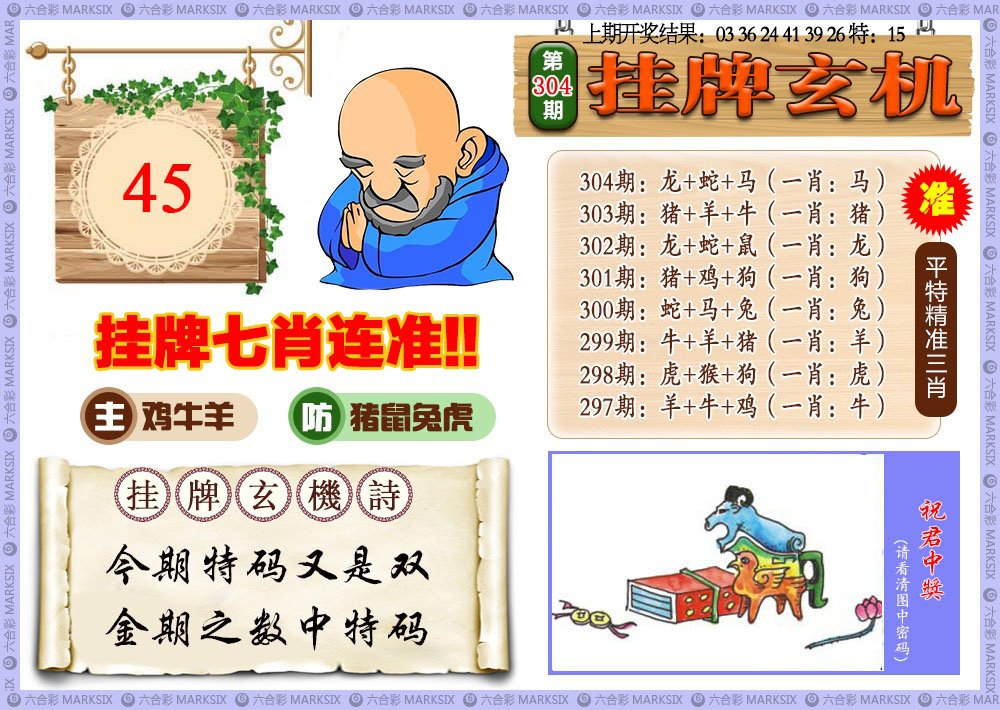 六合彩 MARKSIX
上期开奖结果：03 36 24 41 39 26 特：15
第304期
挂牌玄机
45
挂牌七肖连准!!
主 鸡牛羊
防 猪鼠兔虎
挂牌玄機詩
今期特码又是双
金期之数中特码
304期：龙+蛇+马（一肖：马）
303期：猪+羊+牛（一肖：猪）
302期：龙+蛇+鼠（一肖：龙）
301期：猪+鸡+狗（一肖：狗）
300期：蛇+马+兔（一肖：兔）
299期：牛+羊+猪（一肖：羊）
298期：虎+猴+狗（一肖：虎）
297期：羊+牛+鸡（一肖：牛）
准
平特精准三肖
祝君中獎
（请看清图中密码）